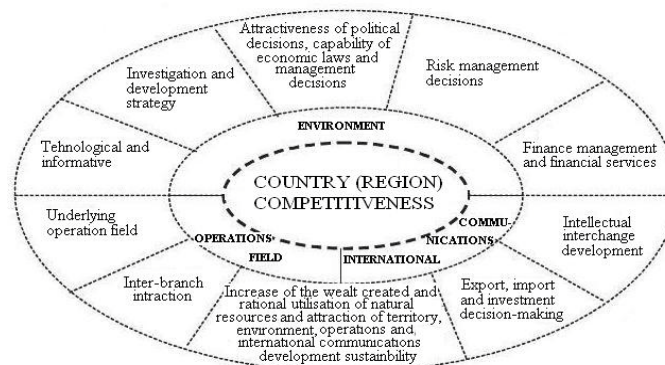 Attractiveness of political
decisions, capability of
economic laws and
management
decisions
Risk management
decisions
Investigation and
development
strategy
ENVIRONMENT
Tehnological and
informative
Finance management
and financial services
COUNTRY (REGION)
COMPETITIVENESS
Underlying
operation field
COMMU-
NICATIONS
OPERATIONS
FIELD
INTERNATIONAL
Intellectual
interchange
development
Inter-branch
intraction
Increase of the wealt created and
rational utilisation of natural
resources and attraction of territory,
environment, operations and
international communications
development sustainbility
Export, import
and investment
decision-making